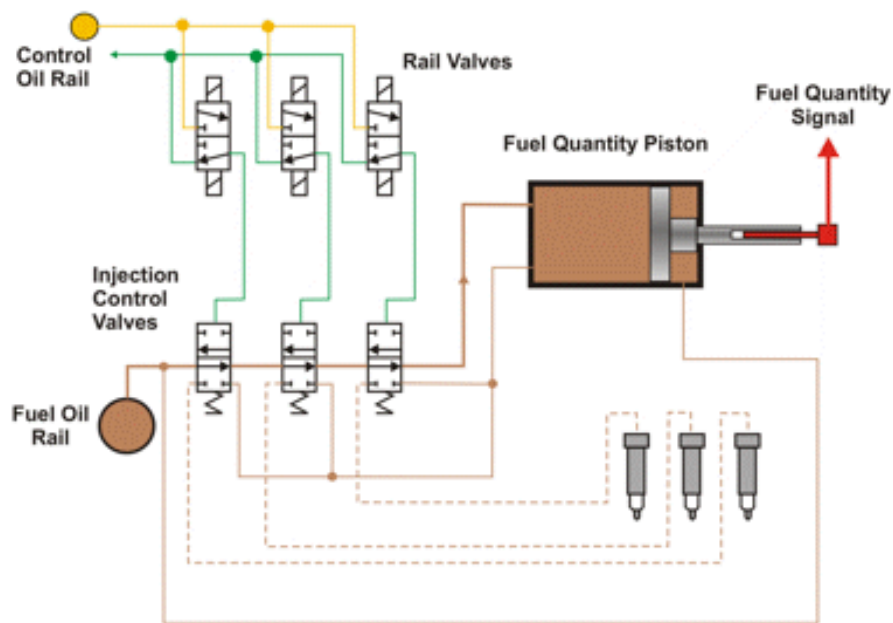 Control
Oil Rail
Rail Valves
Fuel Quantity
Signal
Fuel Quantity Piston
Injection
Control
Valves
Fuel Oil
Rail